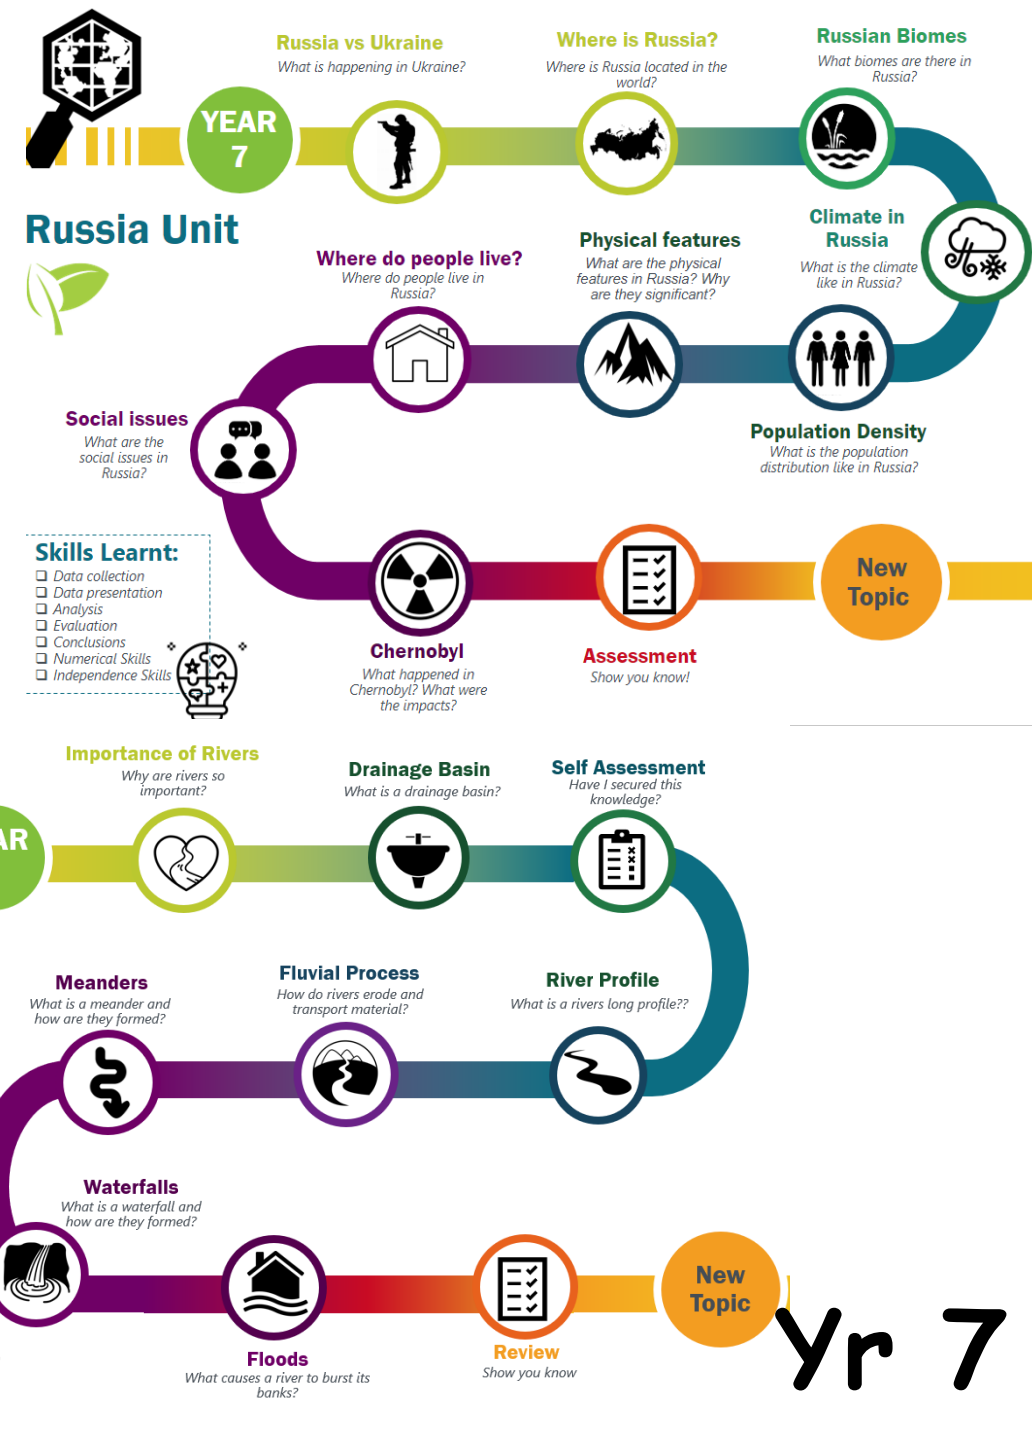 Russia vs Ukraine
What is happening in Ukraine?
Where is Russia?
Where is Russia located in the
world?
Russian Biomes
What biomes are there in
Russia?
YEAR
7
Russia Unit
Climate in
Russia
What is the climate
like in Russia?
Physical features
What are the physical
features in Russia? Why
are they significant?
Where do people live?
Where do people live in
Russia?
Population Density
What is the population
distribution like in Russia?
Social issues
What are the
social issues in
Russia?
Skills Learnt:
Data collection
Data presentation
Analysis
Evaluation
Conclusions
Numerical Skills
Independence Skills
Chernobyl
What happened in
Chernobyl? What were
the impacts?
Assessment
Show you know!
New
Topic
Importance of Rivers
Why are rivers so
important?
Drainage Basin
What is a drainage basin?
Self Assessment
Have I secured this
knowledge?
AR
River Profile
What is a rivers long profile??
Fluvial Process
How do rivers erode and
transport material?
Meanders
What is a meander and
how are they formed?
Waterfalls
What is a waterfall and
how are they formed?
Floods
What causes a river to burst its
banks?
Review
Show you know
New
Topic
Yr 7